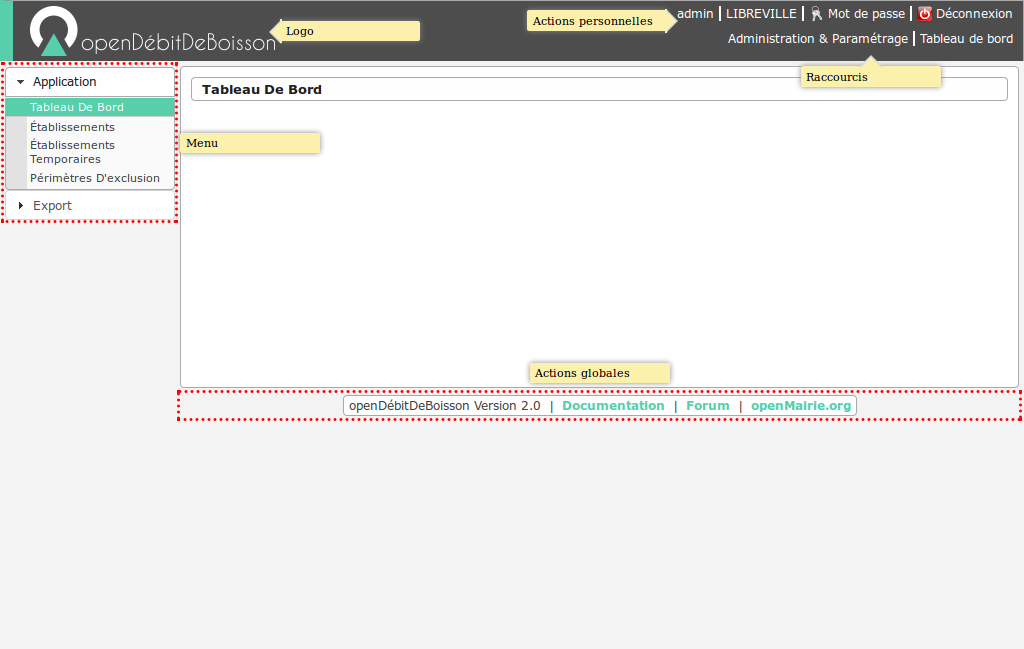 openDébitDeBoisson
Logo
Actions personnelles
admin | LIBREVILLE | Mot de passe | Déconnexion
Administration & Paramétrage | Tableau de bord
Raccourcis
Application
Tableau De Bord
Établissements
Établissements
Temporaires
Périmètres D'exclusion
Export
Menu
Tableau De Bord
Actions globales
openDébitDeBoisson Version 2.0 | Documentation | Forum | openMairie.org